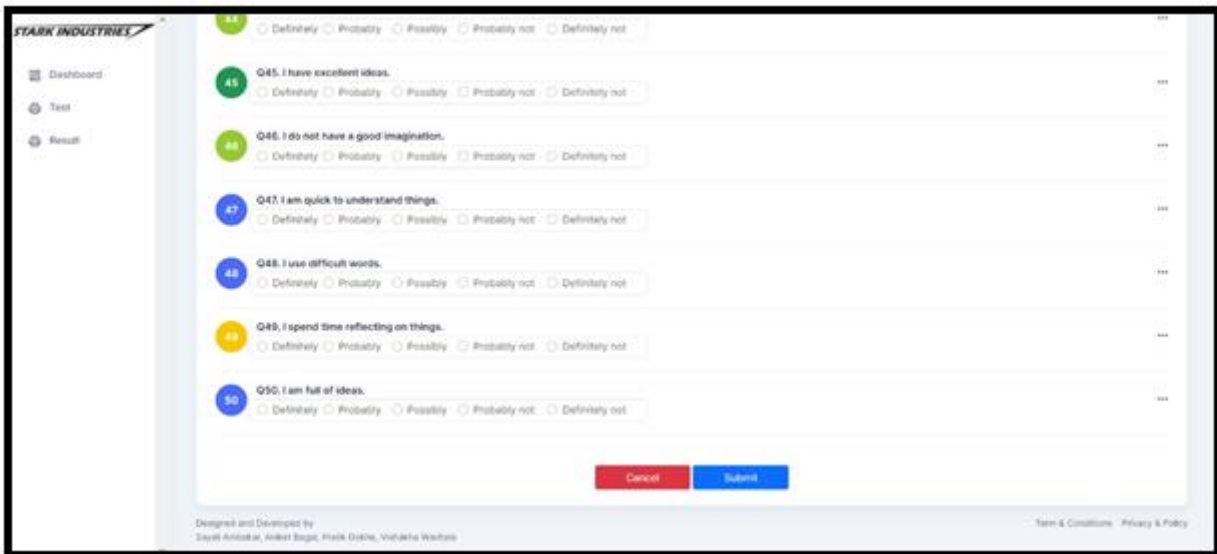 STARK INDUSTRIES
Dashboard
Test
Result
44
Definitely Probably Possibly Probably not Definitely not
45
Q45. I have excellent ideas.
Definitely Probably Possibly Probably not Definitely not
46
Q46. I do not have a good imagination.
Definitely Probably Possibly Probably not Definitely not
47
Q47. I am quick to understand things.
Definitely Probably Possibly Probably not Definitely not
48
Q48. I use difficult words.
Definitely Probably Possibly Probably not Definitely not
49
Q49. I spend time reflecting on things.
Definitely Probably Possibly Probably not Definitely not
50
Q50. I am full of ideas.
Definitely Probably Possibly Probably not Definitely not
Cancel Submit
Designed and Developed by
Term & Conditions Privacy & Policy
Sayali Aniket